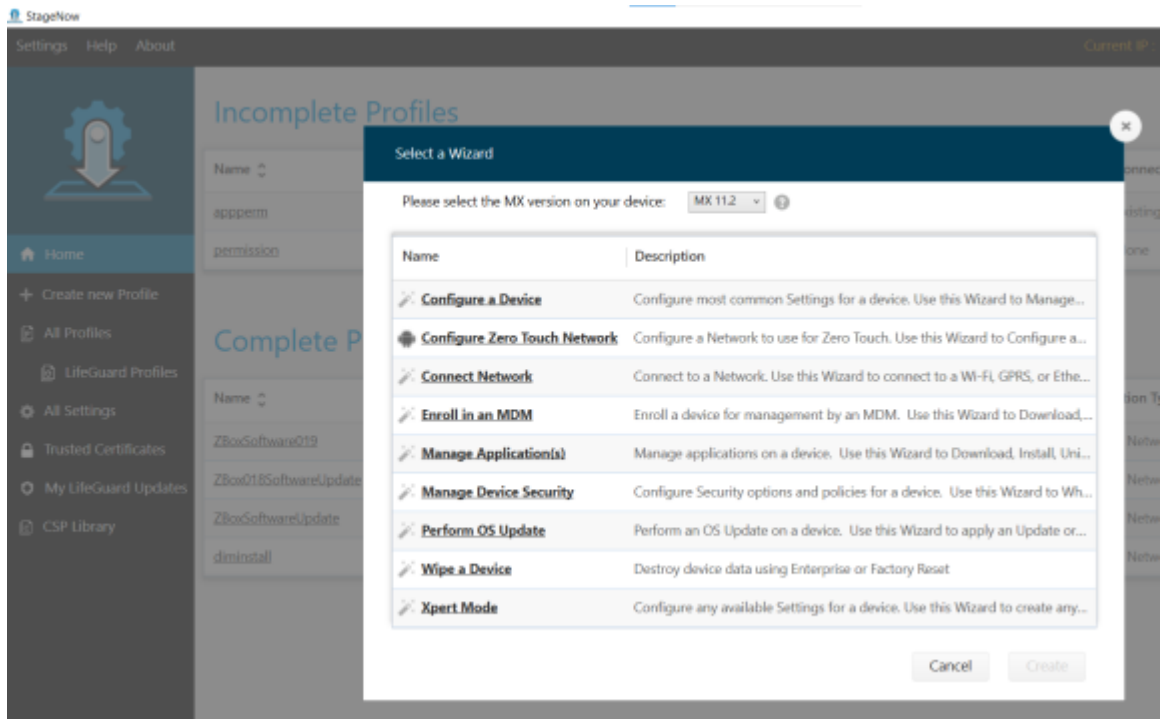 StageNow
Settings Help About
Current IP :
Incomplete Profiles
Name
appperm
permission
Home
Create new Profile
All Profiles
LifeGuard Profiles
All Settings
Trusted Certificates
My LifeGuard Updates
CSP Library
Complete P
Name
ZBoxSoftware019
ZBox018SoftwareUpdate
ZBoxSoftwareUpdate
diminstall
Select a Wizard
Please select the MX version on your device: MX 11.2
Name Description
Configure a Device Configure most common Settings for a device. Use this Wizard to Manage...
Configure Zero Touch Network Configure a Network to use for Zero Touch. Use this Wizard to Configure a...
Connect Network Connect to a Network. Use this Wizard to connect to a Wi-Fi, GPRS, or Ethe...
Enroll in an MDM Enroll a device for management by an MDM. Use this Wizard to Download,...
Manage Application(s) Manage applications on a device. Use this Wizard to Download, Install, Uni...
Manage Device Security Configure Security options and policies for a device. Use this Wizard to Wh...
Perform OS Update Perform an OS Update on a device. Use this Wizard to apply an Update or...
Wipe a Device Destroy device data using Enterprise or Factory Reset
Xpert Mode Configure any available Settings for a device. Use this Wizard to create any...
Cancel Create